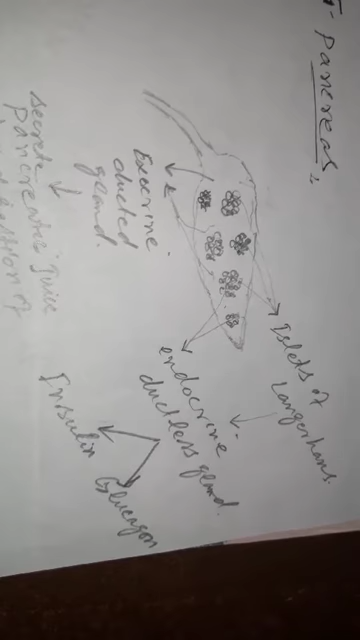 Pancreas
Islets of
Langerhans.
Exocrine.
ducted
gland.
secrete
Pancreatic Juice
endocrine
ductless gland.
Insulin
Glucagon